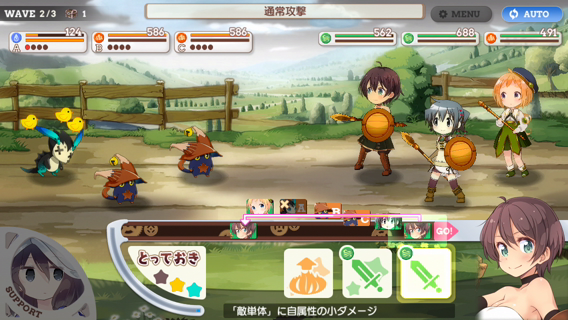 WAVE 2/3 1
通常攻撃
MENU
AUTO
A 124
B 586
C 586
562
688
491
GO!
とっておき
SUPPORT
「敵単体」に自属性の小ダメージ